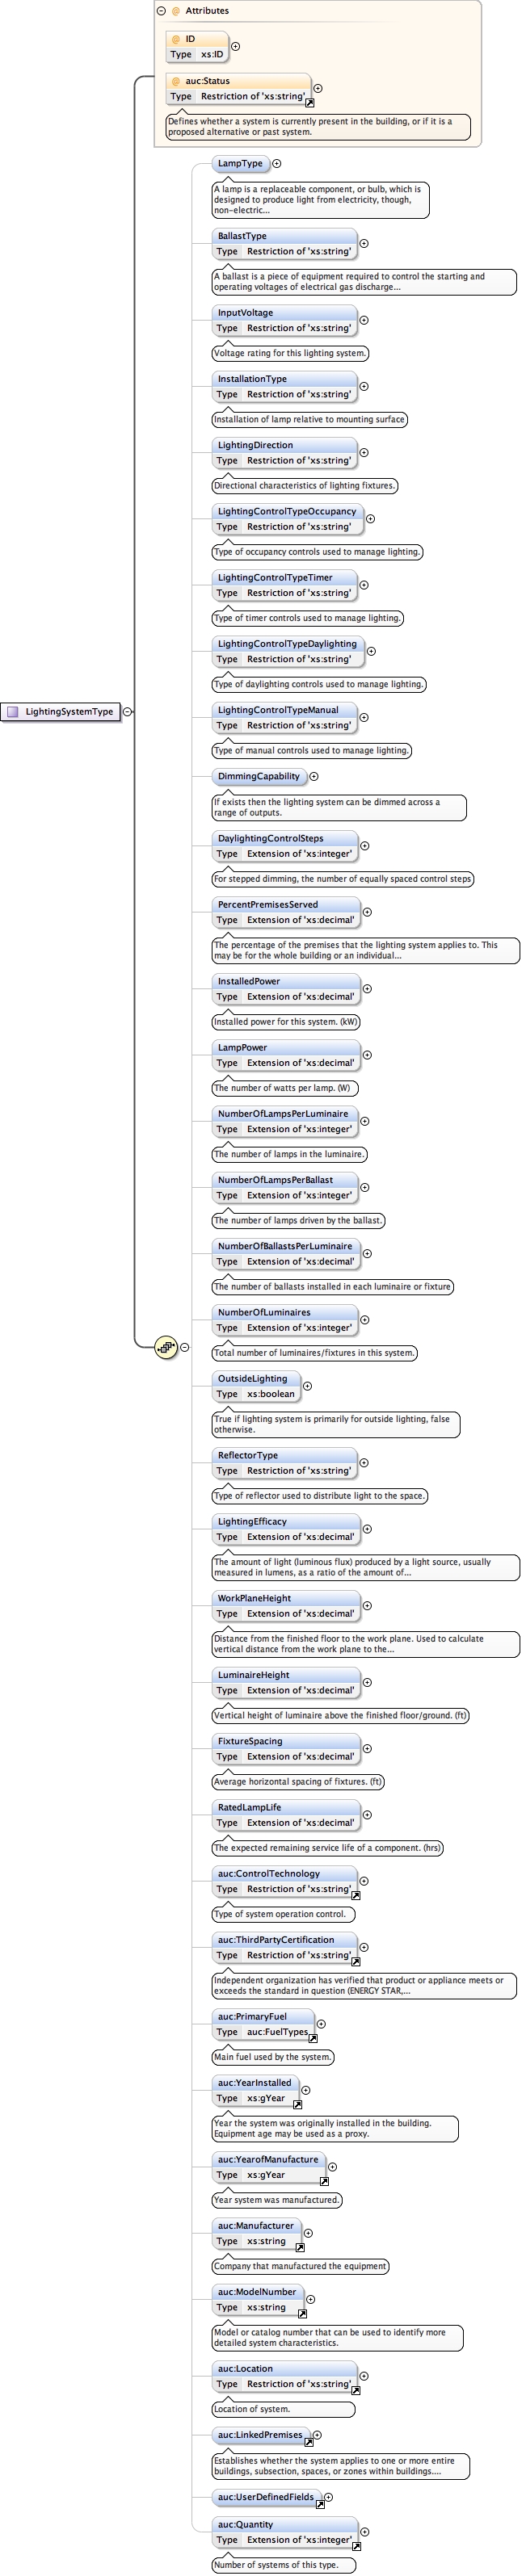 Attributes
ID
Type xs:ID
auc:Status
Type Restriction of 'xs:string'
Defines whether a system is currently present in the building, or if it is a
proposed alternative or past system.
LampType
A lamp is a replaceable component, or bulb, which is
designed to produce light from electricity, though,
non-electric...
BallastType
Type Restriction of 'xs:string'
A ballast is a piece of equipment required to control the starting and
operating voltages of electrical gas discharge...
InputVoltage
Type Restriction of 'xs:string'
Voltage rating for this lighting system.
InstallationType
Type Restriction of 'xs:string'
Installation of lamp relative to mounting surface
LightingDirection
Type Restriction of 'xs:string'
Directional characteristics of lighting fixtures.
LightingControlTypeOccupancy
Type Restriction of 'xs:string'
Type of occupancy controls used to manage lighting.
LightingControlTypeTimer
Type Restriction of 'xs:string'
Type of timer controls used to manage lighting.
LightingControlTypeDaylighting
Type Restriction of 'xs:string'
Type of daylighting controls used to manage lighting.
LightingSystemType
LightingControlTypeManual
Type Restriction of 'xs:string'
Type of manual controls used to manage lighting.
DimmingCapability
If exists then the lighting system can be dimmed across a
range of outputs.
DaylightingControlSteps
Type Extension of 'xs:integer'
For stepped dimming, the number of equally spaced control steps
PercentPremisesServed
Type Extension of 'xs:decimal'
The percentage of the premises that the lighting system applies to. This
may be for the whole building or an individual...
InstalledPower
Type Extension of 'xs:decimal'
Installed power for this system. (kW)
LampPower
Type Extension of 'xs:decimal'
The number of watts per lamp. (W)
NumberOfLampsPerLuminaire
Type Extension of 'xs:integer'
The number of lamps in the luminaire.
NumberOfLampsPerBallast
Type Extension of 'xs:integer'
The number of lamps driven by the ballast.
NumberOfBallastsPerLuminaire
Type Extension of 'xs:decimal'
The number of ballasts installed in each luminaire or fixture
NumberOfLuminaires
Type Extension of 'xs:integer'
Total number of luminaires/fixtures in this system.
OutsideLighting
Type xs:boolean
True if lighting system is primarily for outside lighting, false
otherwise.
ReflectorType
Type Restriction of 'xs:string'
Type of reflector used to distribute light to the space.
LightingEfficacy
Type Extension of 'xs:decimal'
The amount of light (luminous flux) produced by a light source, usually
measured in lumens, as a ratio of the amount of...
WorkPlaneHeight
Type Extension of 'xs:decimal'
Distance from the finished floor to the work plane. Used to calculate
vertical distance from the work plane to the...
LuminaireHeight
Type Extension of 'xs:decimal'
Vertical height of luminaire above the finished floor/ground. (ft)
FixtureSpacing
Type Extension of 'xs:decimal'
Average horizontal spacing of fixtures. (ft)
RatedLampLife
Type Extension of 'xs:decimal'
The expected remaining service life of a component. (hrs)
auc:ControlTechnology
Type Restriction of 'xs:string'
Type of system operation control.
auc:ThirdPartyCertification
Type Restriction of 'xs:string'
Independent organization has verified that product or appliance meets or
exceeds the standard in question (ENERGY STAR,...
auc:PrimaryFuel
Type auc:FuelTypes
Main fuel used by the system.
auc:YearInstalled
Type xs:gYear
Year the system was originally installed in the building.
Equipment age may be used as a proxy.
auc:YearofManufacture
Type xs:gYear
Year system was manufactured.
auc:Manufacturer
Type xs:string
Company that manufactured the equipment
auc:ModelNumber
Type xs:string
Model or catalog number that can be used to identify more
detailed system characteristics.
auc:Location
Type Restriction of 'xs:string'
Location of system.
auc:LinkedPremises
Establishes whether the system applies to one or more entire
buildings, subsection, spaces, or zones within buildings....
auc:UserDefinedFields
auc:Quantity
Type Extension of 'xs:integer'
Number of systems of this type.